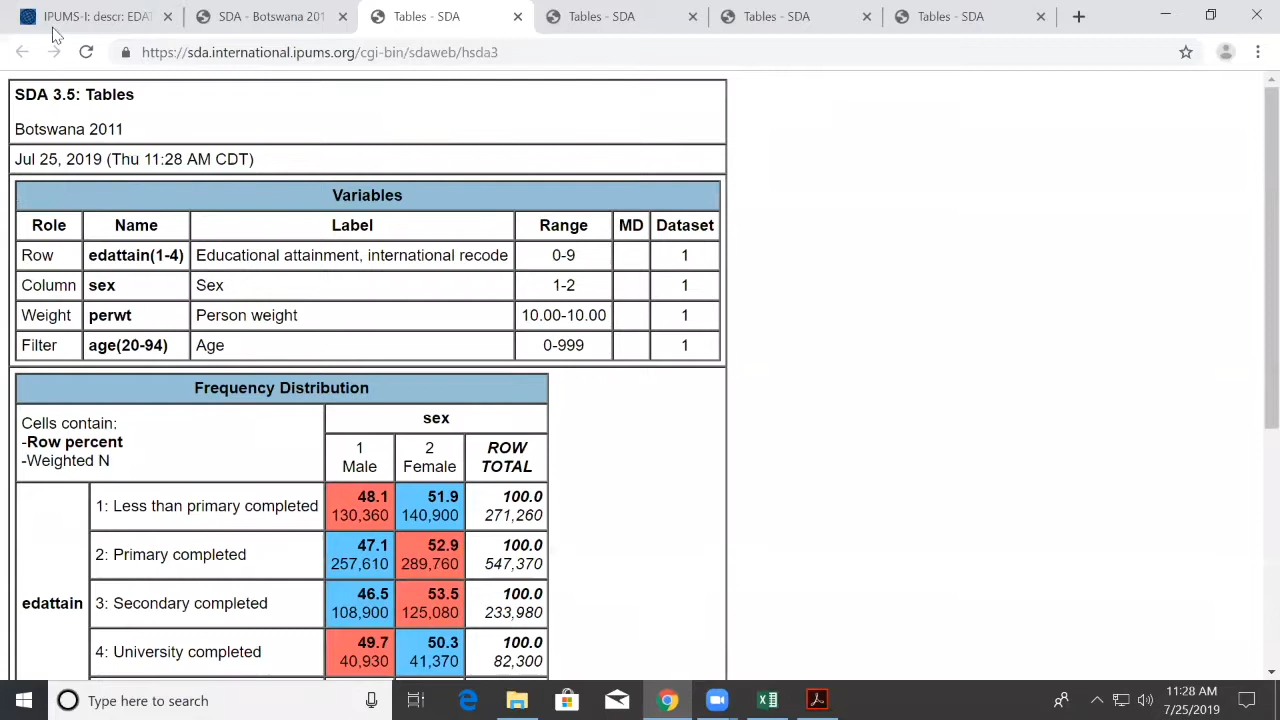 IPUMS-I: descr: EDAT
SDA - Botswana 201
Tables - SDA
Tables - SDA
Tables - SDA
Tables - SDA
https://sda.international.ipums.org/cgi-bin/sdaweb/hsda3
SDA 3.5: Tables
Botswana 2011
Jul 25, 2019 (Thu 11:28 AM CDT)
Variables
Role Name Label Range MD Dataset
Row edattain(1-4) Educational attainment, international recode 0-9 1
Column sex Sex 1-2 1
Weight perwt Person weight 10.00-10.00 1
Filter age(20-94) Age 0-999 1
Frequency Distribution
Cells contain:
-Row percent
-Weighted N
sex
1 2 ROW
Male Female TOTAL
edattain
1: Less than primary completed 48.1 51.9 100.0
130,360 140,900 271,260
2: Primary completed 47.1 52.9 100.0
257,610 289,760 547,370
3: Secondary completed 46.5 53.5 100.0
108,900 125,080 233,980
4: University completed 49.7 50.3 100.0
40,930 41,370 82,300
Type here to search
11:28 AM
7/25/2019